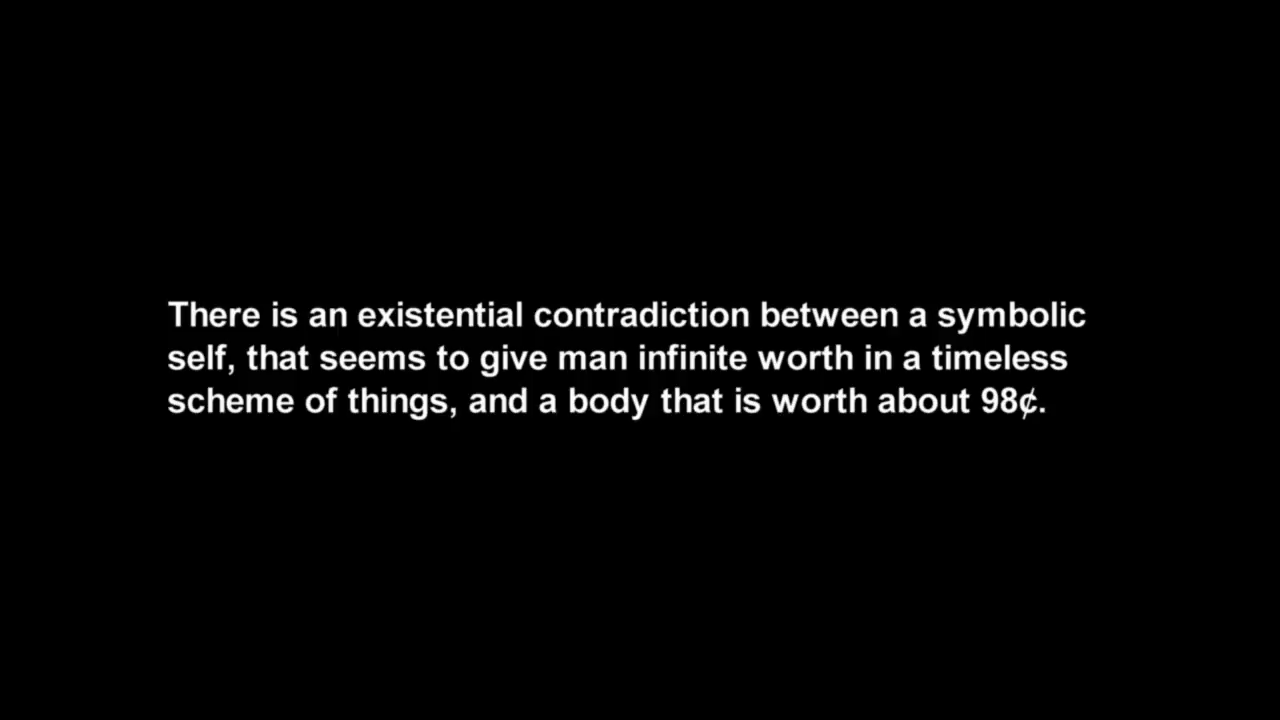 There is an existential contradiction between a symbolic
self, that seems to give man infinite worth in a timeless
scheme of things, and a body that is worth about 98¢.